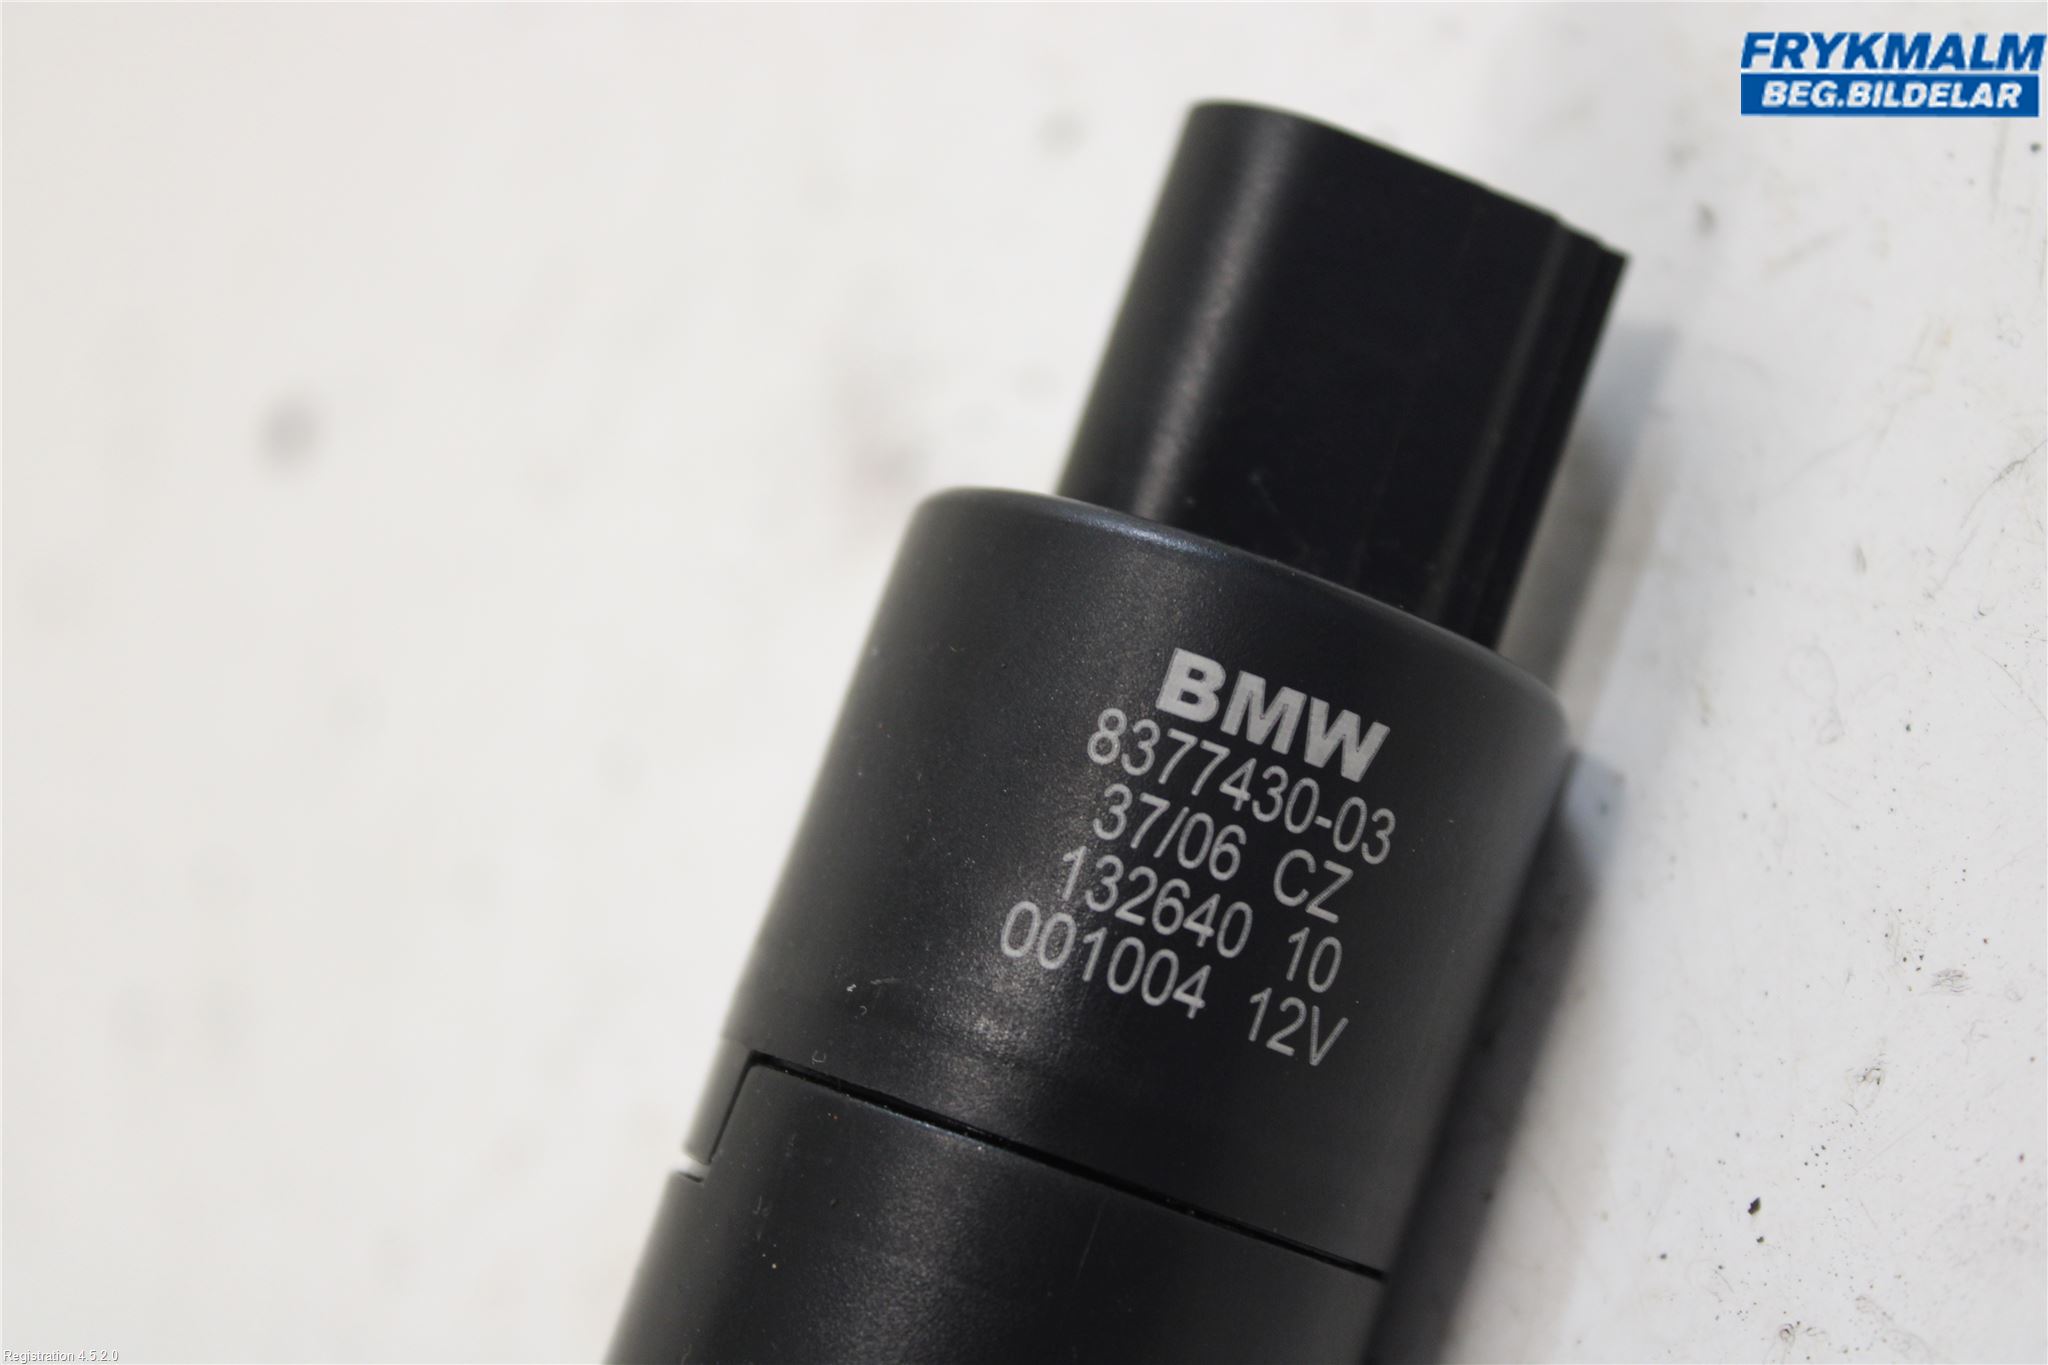 FRYKMALM
BEG.BILDELAR
BMW
8377430-03
37/06 CZ
132640 10
001004 12V
Registration 4.5.2.0